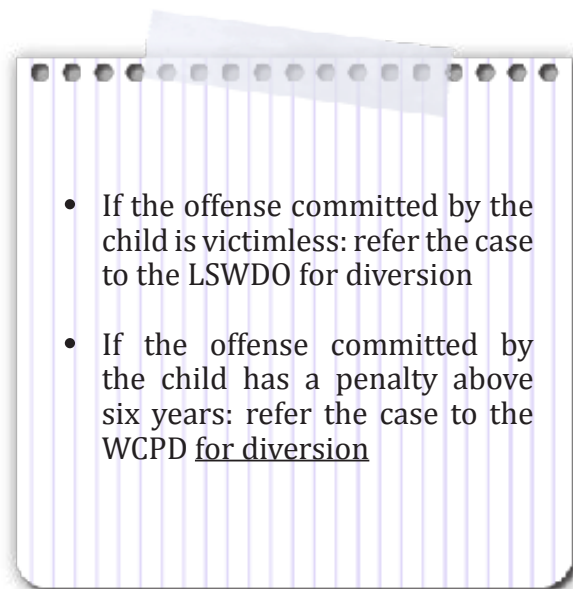 • If the offense committed by the
child is victimless: refer the case
to the LSWDO for diversion
• If the offense committed by
the child has a penalty above
six years: refer the case to the
WCPD for diversion